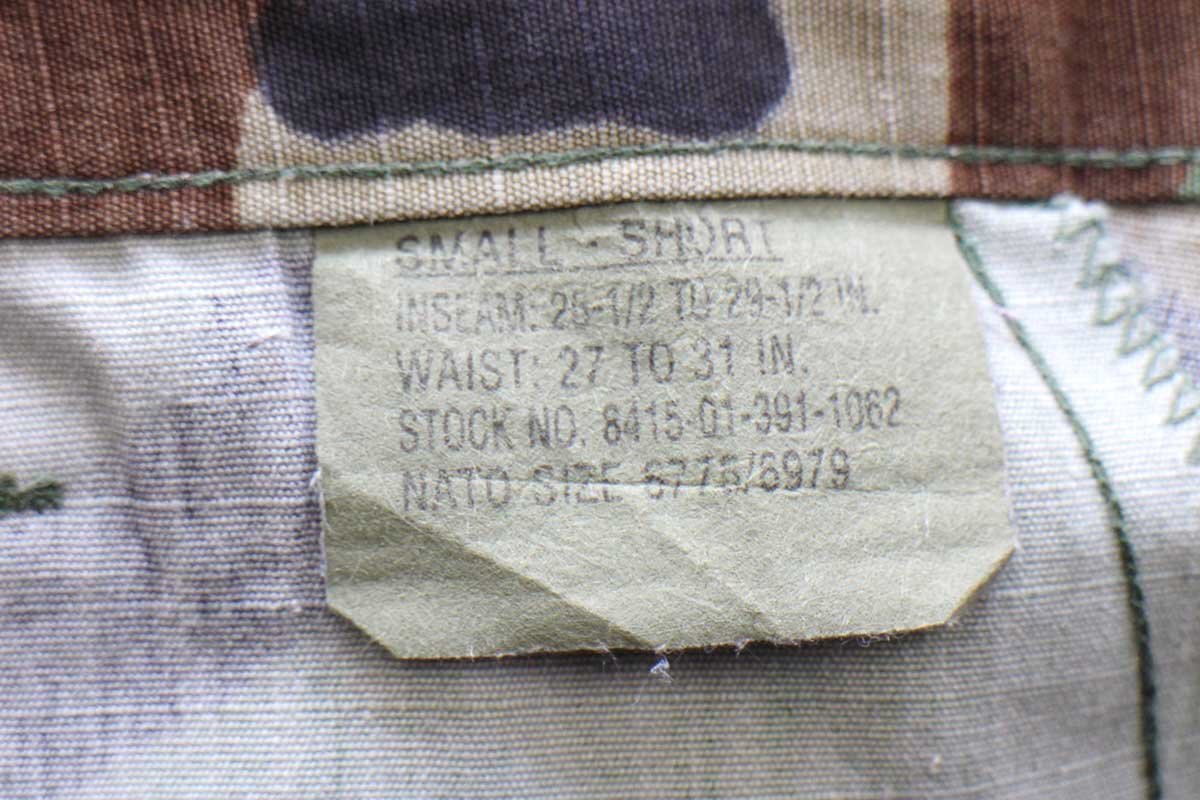 SMALL - SHORT
INSEAM: 26-1/2 TO 29-1/2 IN.
WAIST: 27 TO 31 IN.
STOCK NO. 8415-01-391-1062
NATO SIZE 6775/6979